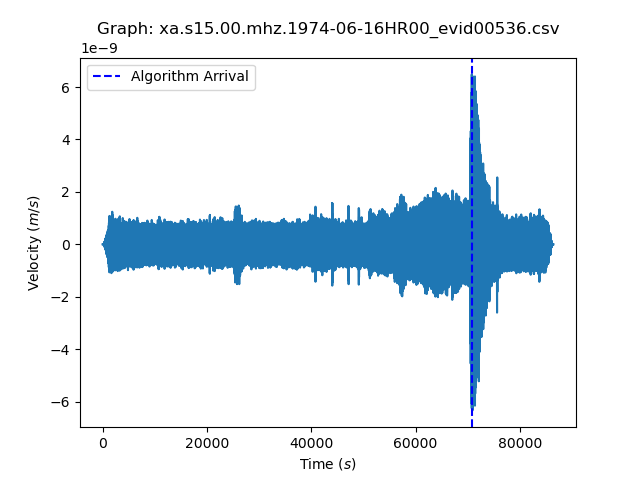 Graph: xa.s15.00.mhz.1974-06-16HR00_evid00536.csv
1e−9
Algorithm Arrival
6
4
2
0
−2
−4
−6
Velocity (m/s)
0 20000 40000 60000 80000
Time (s)